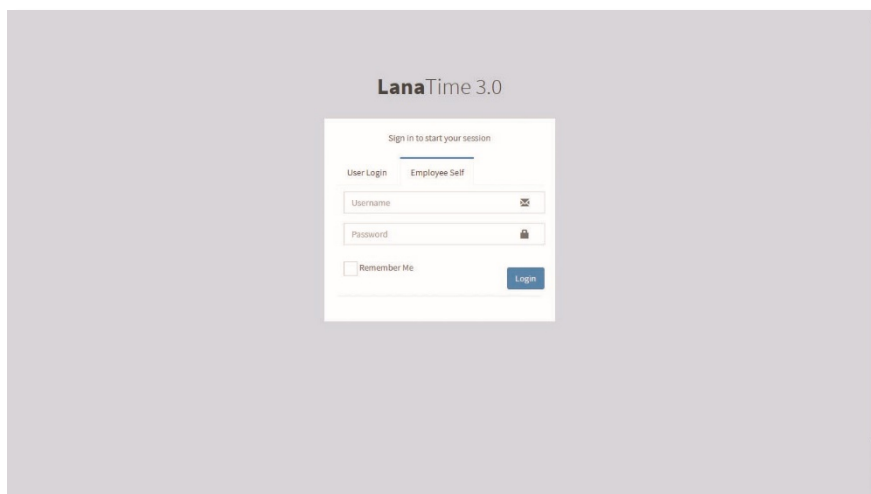 LanaTime 3.0
Sign in to start your session
User Login Employee Self
Username
Password
Remember Me
Login